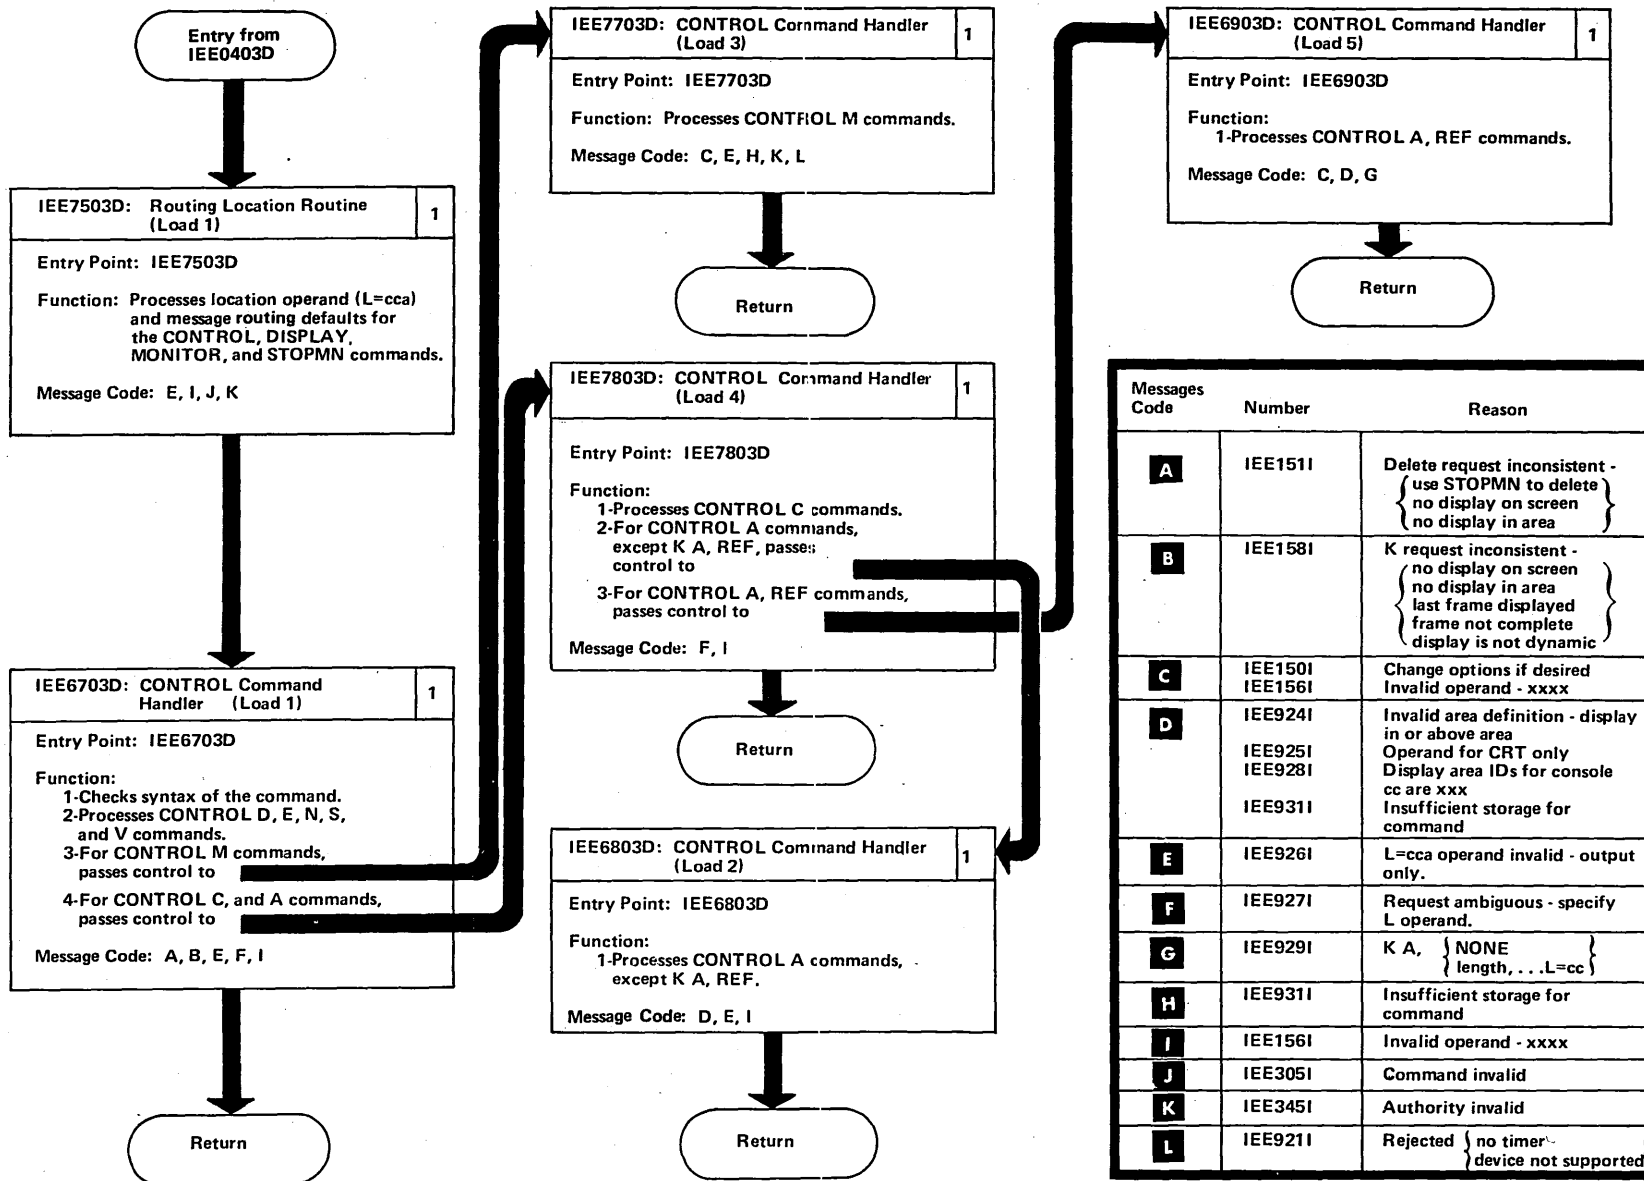 Entry from
IEE0403D
IEE7503D: Routing Location Routine
(Load 1)
1
Entry Point: IEE7503D
Function: Processes location operand (L=cca)
and message routing defaults for
the CONTROL, DISPLAY,
MONITOR, and STOPMN commands.
Message Code: E, I, J, K
IEE6703D: CONTROL Command
Handler (Load 1)
1
Entry Point: IEE6703D
Function:
1-Checks syntax of the command.
2-Processes CONTROL D, E, N, S,
and V commands.
3-For CONTROL M commands,
passes control to
4-For CONTROL C, and A commands,
passes control to
Message Code: A, B, E, F, I
Return
IEE7703D: CONTROL Command Handler
(Load 3)
1
Entry Point: IEE7703D
Function: Processes CONTROL M commands.
Message Code: C, E, H, K, L
Return
IEE7803D: CONTROL Command Handler
(Load 4)
1
Entry Point: IEE7803D
Function:
1-Processes CONTROL C commands.
2-For CONTROL A commands,
except K A, REF, passes
control to
3-For CONTROL A, REF commands,
passes control to
Message Code: F, I
Return
IEE6803D: CONTROL Command Handler
(Load 2)
1
Entry Point: IEE6803D
Function:
1-Processes CONTROL A commands,
except K A, REF.
Message Code: D, E, I
Return
IEE6903D: CONTROL Command Handler
(Load 5)
1
Entry Point: IEE6903D
Function:
1-Processes CONTROL A, REF commands.
Message Code: C, D, G
Return
Messages
Code Number Reason
A IEE151I Delete request inconsistent -
use STOPMN to delete
no display on screen
no display in area
B IEE158I K request inconsistent -
no display on screen
no display in area
last frame displayed
frame not complete
display is not dynamic
C IEE150I Change options if desired
IEE156I Invalid operand - xxxx
D IEE924I Invalid area definition - display
in or above area
IEE925I Operand for CRT only
IEE928I Display area IDs for console
cc are xxx
IEE931I Insufficient storage for
command
E IEE926I L=cca operand invalid - output
only.
F IEE927I Request ambiguous - specify
L operand.
G IEE929I K A, { NONE
length, . . .L=cc }
H IEE931I Insufficient storage for
command
I IEE156I Invalid operand - xxxx
J IEE305I Command invalid
K IEE345I Authority invalid
L IEE921I Rejected { no timer
device not supported